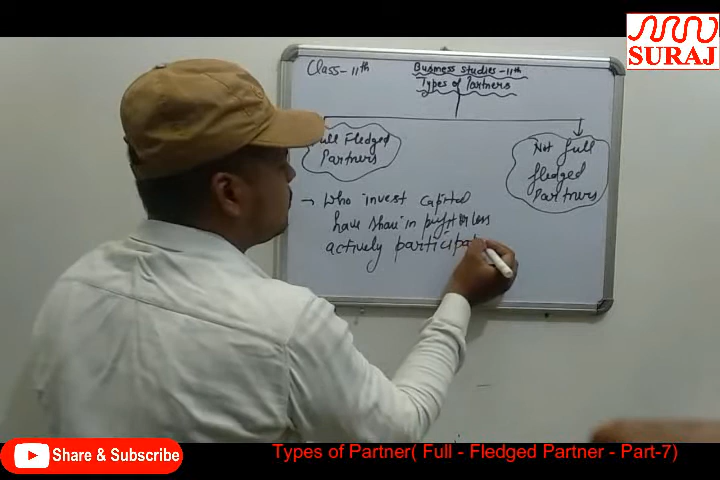 SURAJ
Class-11th
Business Studies-11th
Types of Partners
Full Fledged
Partners
Not full
fledged
Partners
→ Who invest capital
have share in profit or loss
actively participat
Share & Subscribe
Types of Partner( Full - Fledged Partner - Part-7)